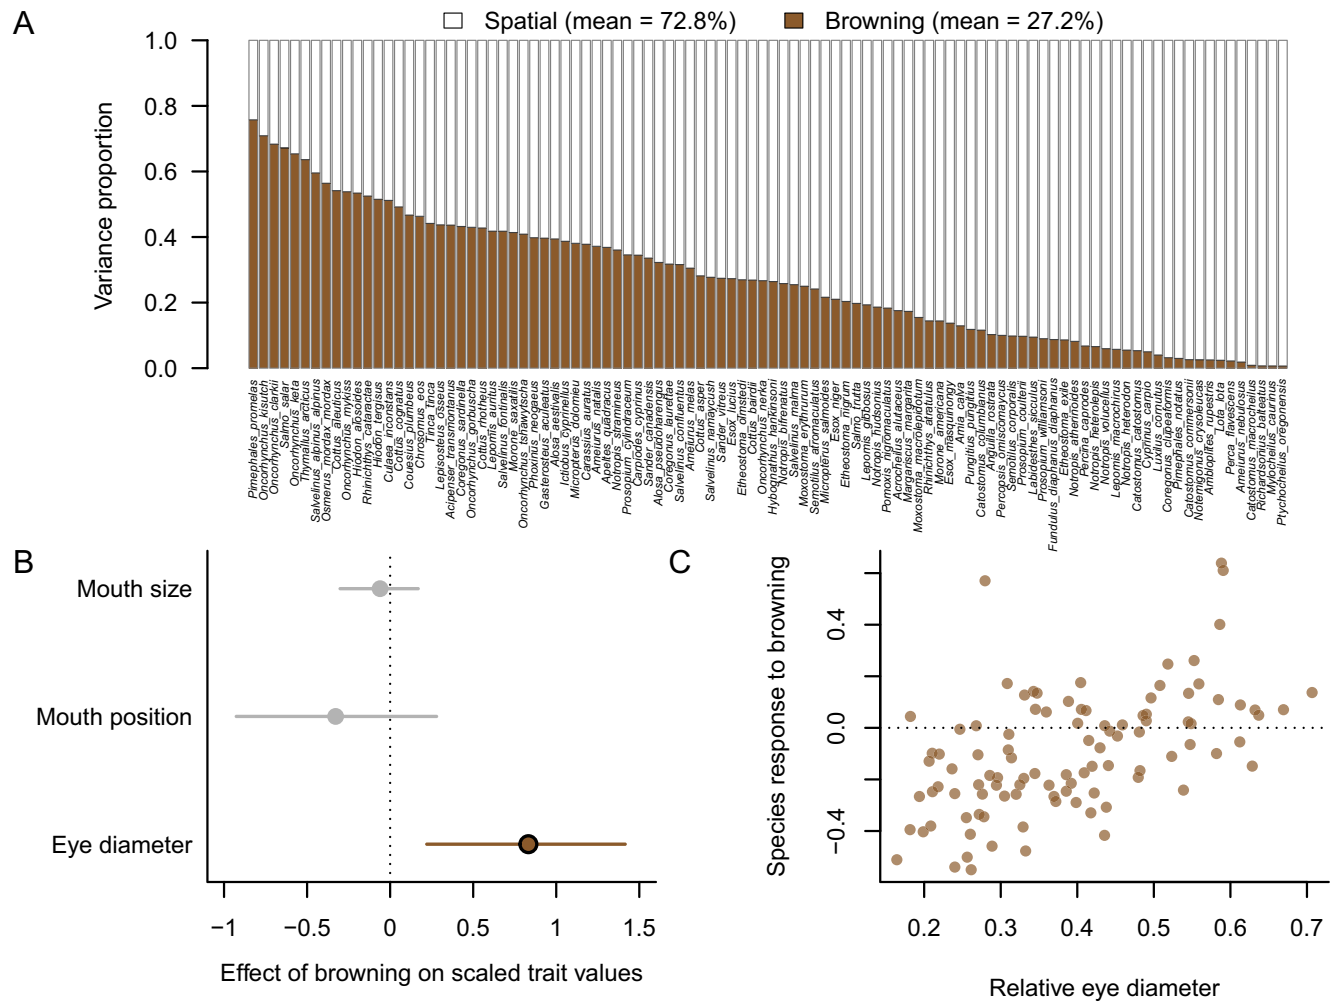 A
Spatial (mean = 72.8%)
Browning (mean = 27.2%)
Variance proportion
1.0
0.8
0.6
0.4
0.2
0.0
Pimephales_promelas
Oncorhynchus_kisutch
Oncorhynchus_clarkii
Salmo_salar
Oncorhynchus_keta
Thymallus_arcticus
Salvelinus_alpinus_alpinus
Osmerus_mordax_mordax
Cottus_aleuticus
Oncorhynchus_mykiss
Hiodon_alosoides
Rhinichthys_cataractae
Hiodon_tergisus
Culaea_inconstans
Cottus_cognatus
Couesius_plumbeus
Chrosomus_eos
Tinca_Tinca
Lepisosteus_osseus
Acipenser_transmontanus
Coregonus_sardinella
Oncorhynchus_gorbuscha
Cottus_rhotheus
Noturus_flavus
Salvelinus_fontinalis
Morone_saxatilis
Oncorhynchus_tshawytscha
Phoxinus_neogaeus
Gasterosteus_aculeatus
Alosa_aestivalis
Ictiobus_cyprinellus
Micropterus_dolomieu
Carassius_auratus
Ameiurus_natalis
Apeltes_quadracus
Notropis_stramineus
Prosopium_cylindraceum
Carpiodes_cyprinus
Sander_canadensis
Alosa_pseudoharengus
Coregonus_laurettae
Salvelinus_confluentus
Ameiurus_melas
Cottus_asper
Salvelinus_namaycush
Sander_vitreus
Esox_lucius
Etheostoma_olmstedi
Cottus_bairdii
Oncorhynchus_nerka
Hybognathus_hankinsoni
Notropis_bifrenatus
Salvelinus_malma
Moxostoma_erythrurum
Semotilus_atromaculatus
Micropterus_salmoides
Esox_niger
Etheostoma_nigrum
Salmo_trutta
Lepomis_gibbosus
Notropis_hudsonius
Pomoxis_nigromaculatus
Acrocheilus_alutaceus
Margariscus_margarita
Moxostoma_macrolepidotum
Rhinichthys_atratulus
Morone_americana
Esox_masquinongy
Amia_calva
Pungitius_pungitius
Catostomus_columbianus
Anguilla_rostrata
Percopsis_omiscomaycus
Semotilus_corporalis
Prosopium_coulterii
Labidesthes_sicculus
Prosopium_williamsoni
Fundulus_diaphanus_diaphanus
Etheostoma_exile
Notropis_atherinoides
Percina_caprodes
Notropis_heterolepis
Notropis_volucellus
Lepomis_macrochirus
Notropis_heterodon
Catostomus_catostomus
Cyprinus_carpio
Luxilus_cornutus
Coregonus_clupeaformis
Pimephales_notatus
Catostomus_commersonii
Notemigonus_crysoleucas
Ambloplites_rupestris
Lota_lota
Perca_flavescens
Ameiurus_nebulosus
Catostomus_macrocheilus
Richardsonius_balteatus
Mylocheilus_caurinus
Ptychocheilus_oregonensis
B
Mouth size
Mouth position
Eye diameter
−1
−0.5
0
0.5
1
1.5
Effect of browning on scaled trait values
C
Species response to browning
0.4
0.0
−0.4
0.2
0.3
0.4
0.5
0.6
0.7
Relative eye diameter